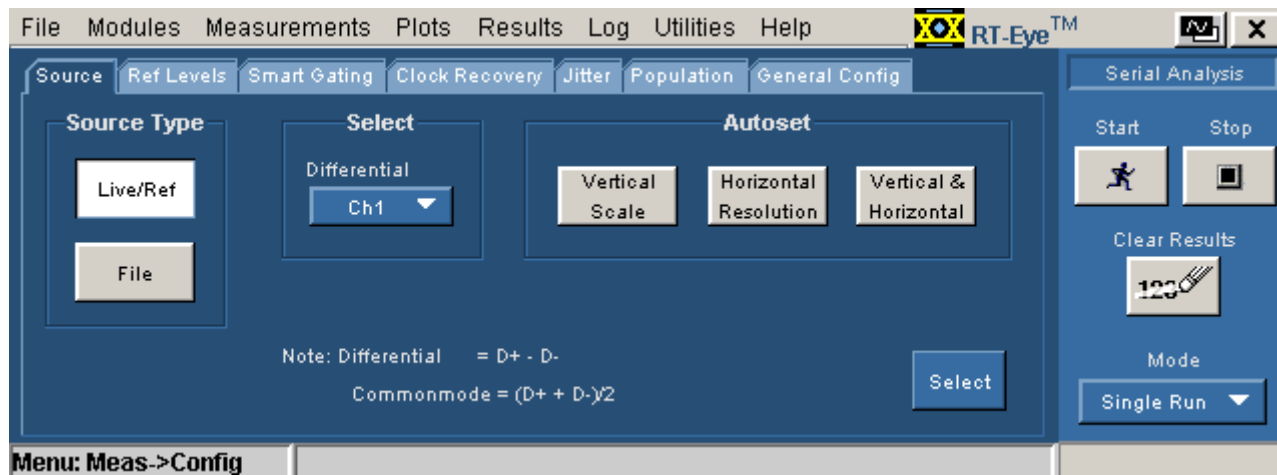 File Modules Measurements Plots Results Log Utilities Help RT-Eye™
Source Ref Levels Smart Gating Clock Recovery Jitter Population General Config
Serial Analysis
Source Type
Live/Ref
File
Select
Differential
Ch1
Autoset
Vertical
Scale
Horizontal
Resolution
Vertical &
Horizontal
Note: Differential = D+ - D-
Commonmode = (D+ + D-)/2
Select
Start Stop
Clear Results
123
Mode
Single Run
Menu: Meas->Config